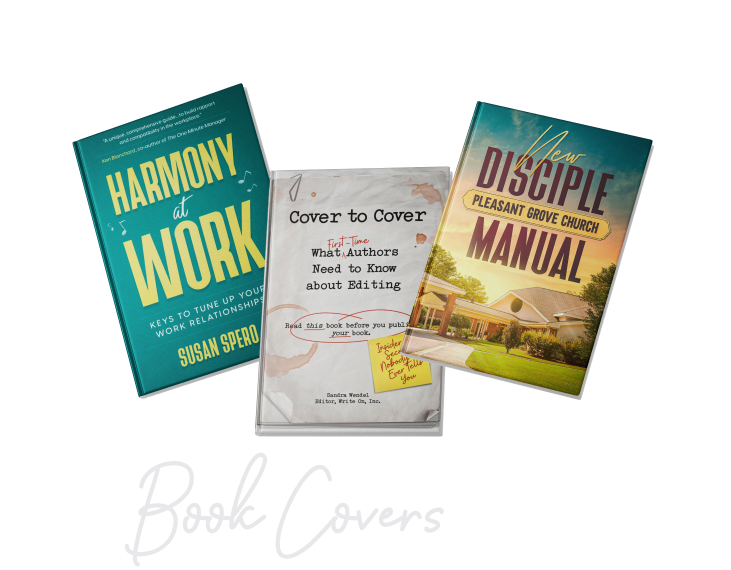 "A unique, comprehensive guide...to build rapport
and compatibility in the workplace."
Ken Blanchard, co-author of The One Minute Manager
HARMONY
at
WORK
KEYS TO TUNE UP YOUR
WORK RELATIONSHIPS
SUSAN SPERO
Cover to Cover
First-Time
What Authors
Need to Know
about Editing
Read this book before you publi
your book.
Insider
Nobody
Ever Tells
You
Sandra Wendel
Editor, Write On, Inc.
New
DISCIPLE
PLEASANT GROVE CHURCH
MANUAL
Book Covers